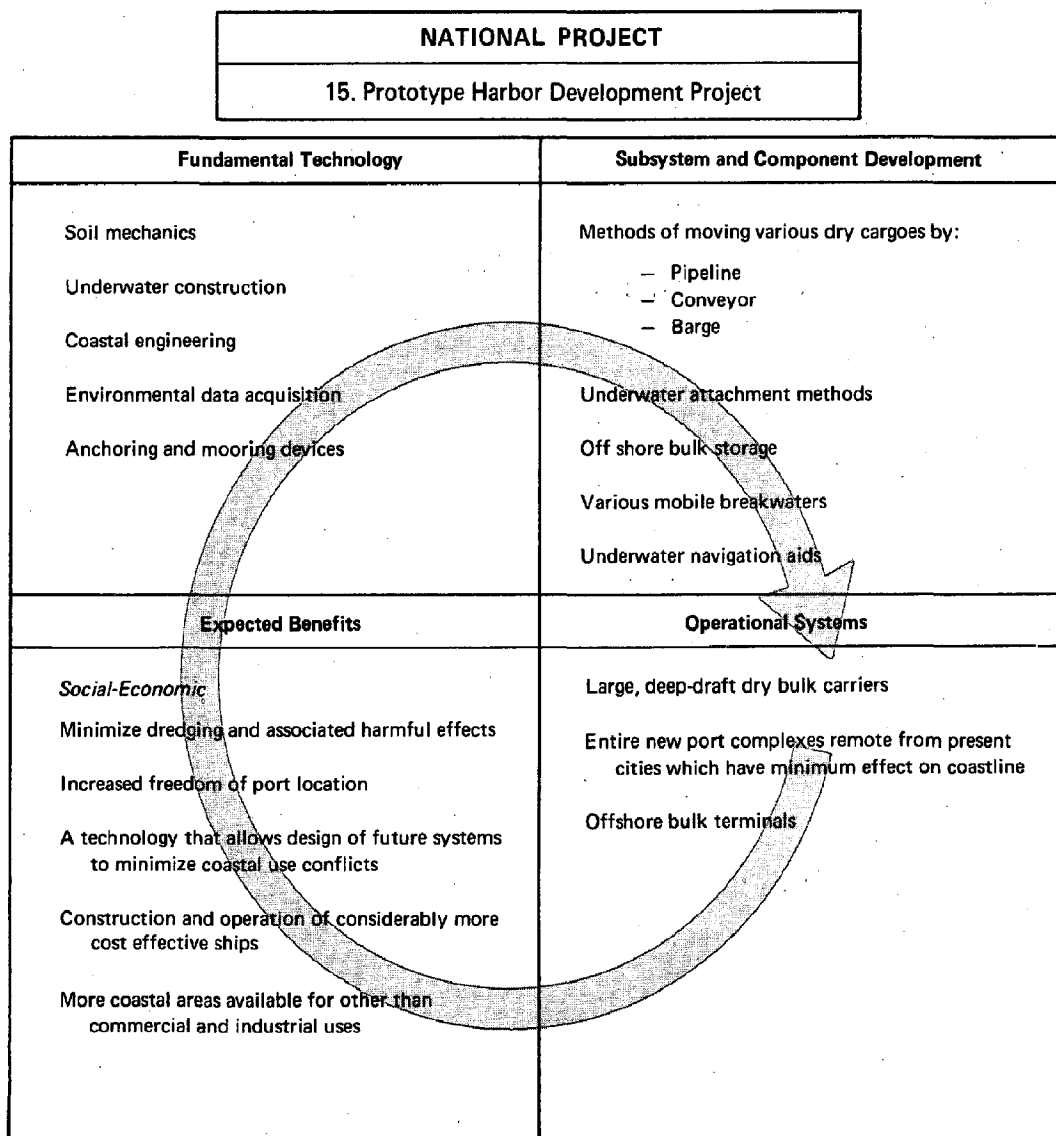 NATIONAL PROJECT
15. Prototype Harbor Development Project
Fundamental Technology
Soil mechanics
Underwater construction
Coastal engineering
Environmental data acquisition
Anchoring and mooring devices
Subsystem and Component Development
Methods of moving various dry cargoes by:
— Pipeline
— Conveyor
— Barge
Underwater attachment methods
Off shore bulk storage
Various mobile breakwaters
Underwater navigation aids
Expected Benefits
Social-Economic
Minimize dredging and associated harmful effects
Increased freedom of port location
A technology that allows design of future systems
to minimize coastal use conflicts
Construction and operation of considerably more
cost effective ships
More coastal areas available for other than
commercial and industrial uses
Operational Systems
Large, deep-draft dry bulk carriers
Entire new port complexes remote from present
cities which have minimum effect on coastline
Offshore bulk terminals